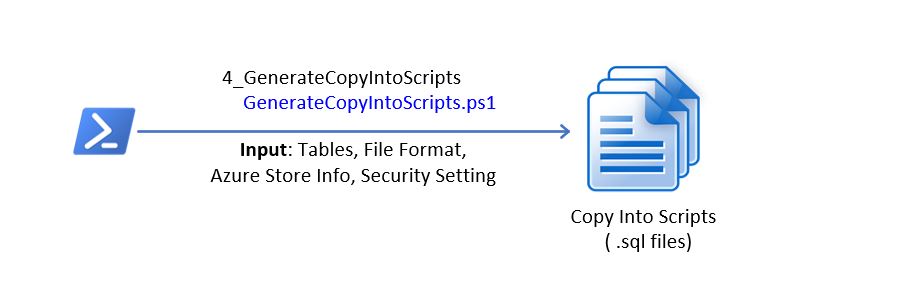 4_GenerateCopyIntoScripts
GenerateCopyIntoScripts.ps1
Input: Tables, File Format,
Azure Store Info, Security Setting
Copy Into Scripts
( .sql files)